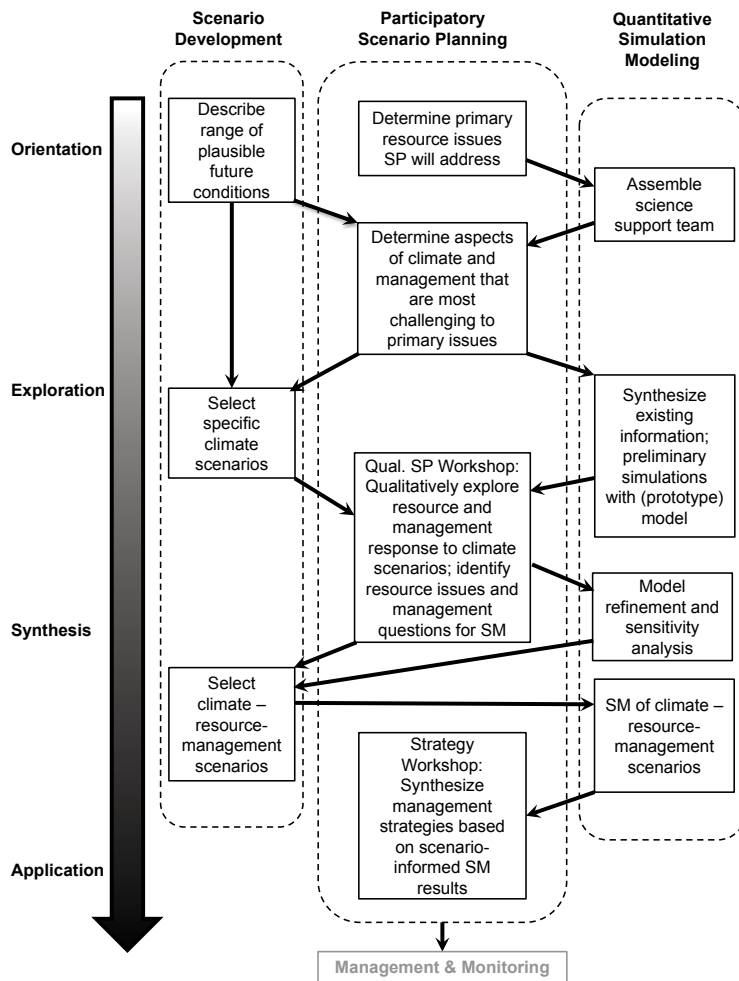 Scenario
Development
Participatory
Scenario Planning
Quantitative
Simulation
Modeling
Orientation
Describe
range of
plausible
future
conditions
Determine primary
resource issues
SP will address
Assemble
science
support team
Determine aspects
of climate and
management that
are most
challenging to
primary issues
Exploration
Select
specific
climate
scenarios
Synthesize
existing
information;
preliminary
simulations
with (prototype)
model
Qual. SP Workshop:
Qualitatively explore
resource and
management
response to climate
scenarios; identify
resource issues and
management
questions for SM
Model
refinement and
sensitivity
analysis
Synthesis
Select
climate –
resource-
management
scenarios
SM of climate –
resource-
management
scenarios
Strategy
Workshop:
Synthesize
management
strategies based
on scenario-
informed SM
results
Application
Management & Monitoring